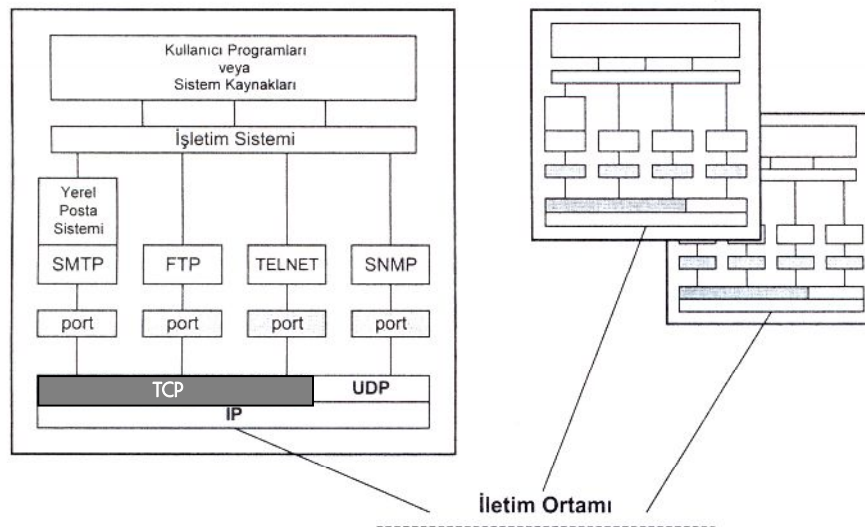 Kullanıcı Programları
veya
Sistem Kaynakları
İşletim Sistemi
Yerel
Posta
Sistemi
SMTP
FTP
TELNET
SNMP
port
port
port
port
TCP
UDP
IP
İletim Ortamı